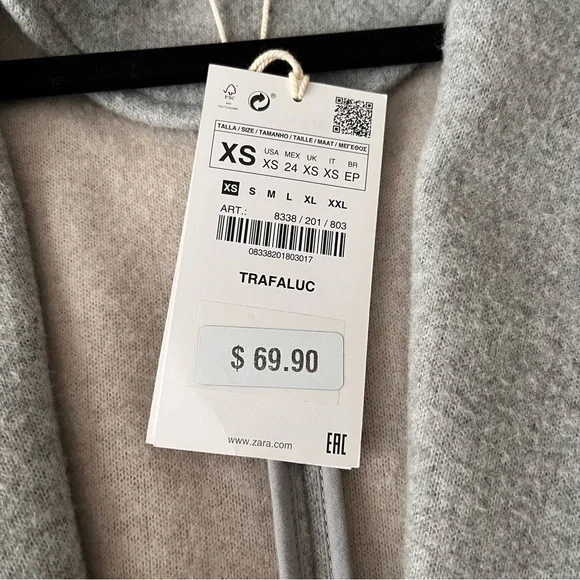 FSC
®
TALLA / SIZE / TAMANHO / TAILLE / MAAT / ΜΕΓΕΘΟΣ
XS
USA MEX UK IT BR
XS 24 XS XS EP
XS S M L XL XXL
ART.: 8338 / 201 / 803
08338201803017
TRAFALUC
$ 69.90
www.zara.com
EAC